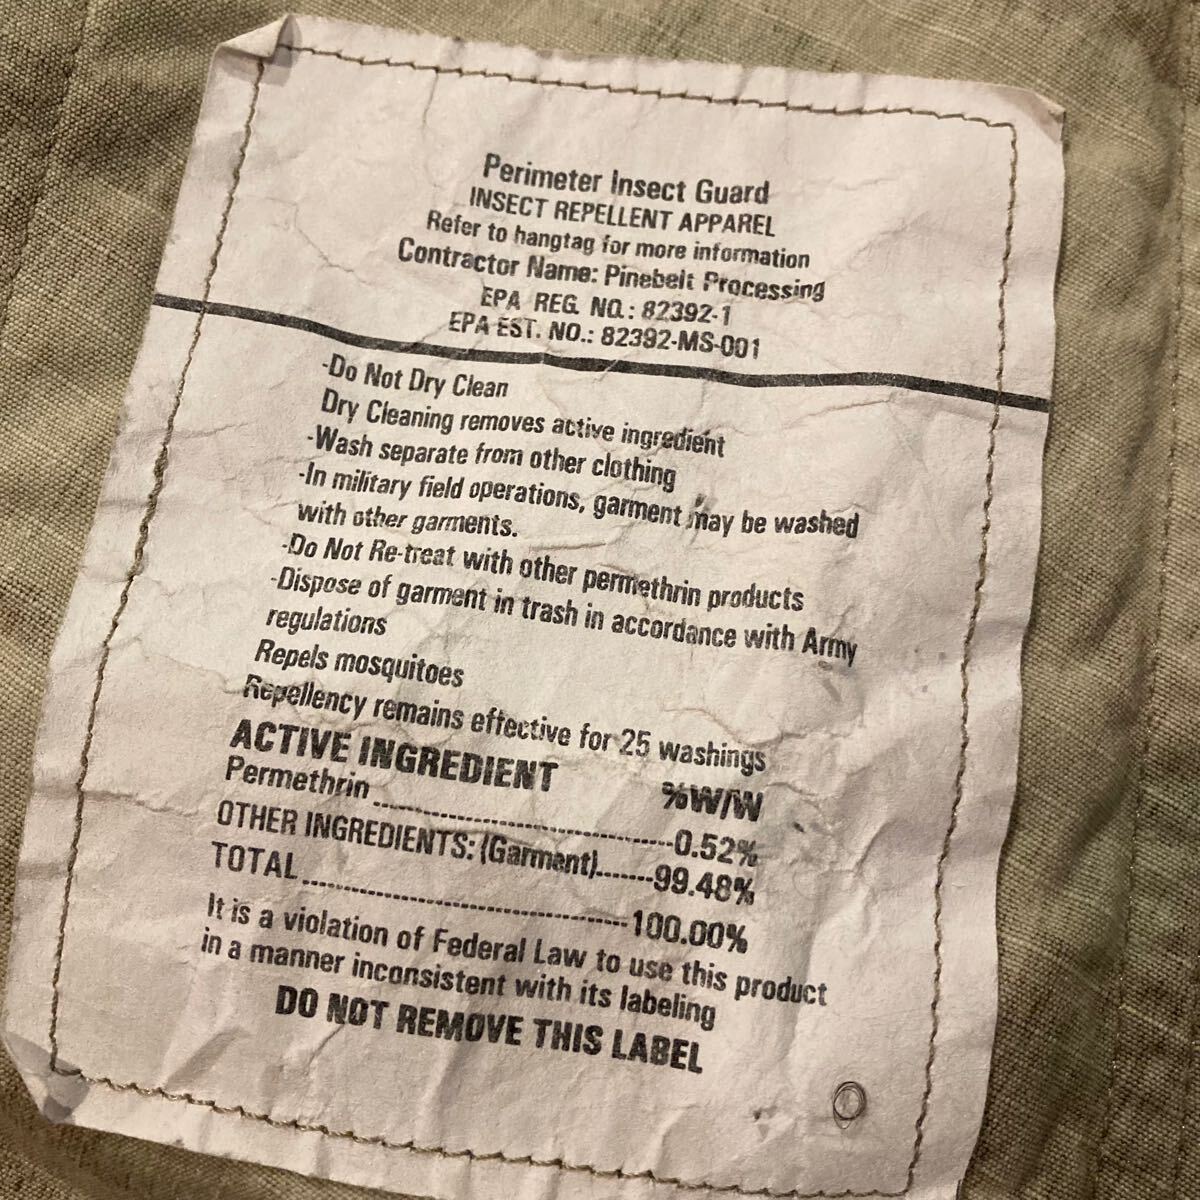 Perimeter Insect Guard
INSECT REPELLENT APPAREL
Refer to hangtag for more information
Contractor Name: Pinebelt Processing
EPA REG. NO.: 82392-1
EPA EST. NO.: 82392-MS-001
-Do Not Dry Clean
Dry Cleaning removes active ingredient
-Wash separate from other clothing
-In military field operations, garment may be washed
with other garments.
-Do Not Re-treat with other permethrin products
-Dispose of garment in trash in accordance with Army
regulations
Repels mosquitoes
Repellency remains effective for 25 washings
ACTIVE INGREDIENT %W/W
Permethrin........................................0.52%
OTHER INGREDIENTS: (Garment).......99.48%
TOTAL........................................100.00%
It is a violation of Federal Law to use this product
in a manner inconsistent with its labeling
DO NOT REMOVE THIS LABEL